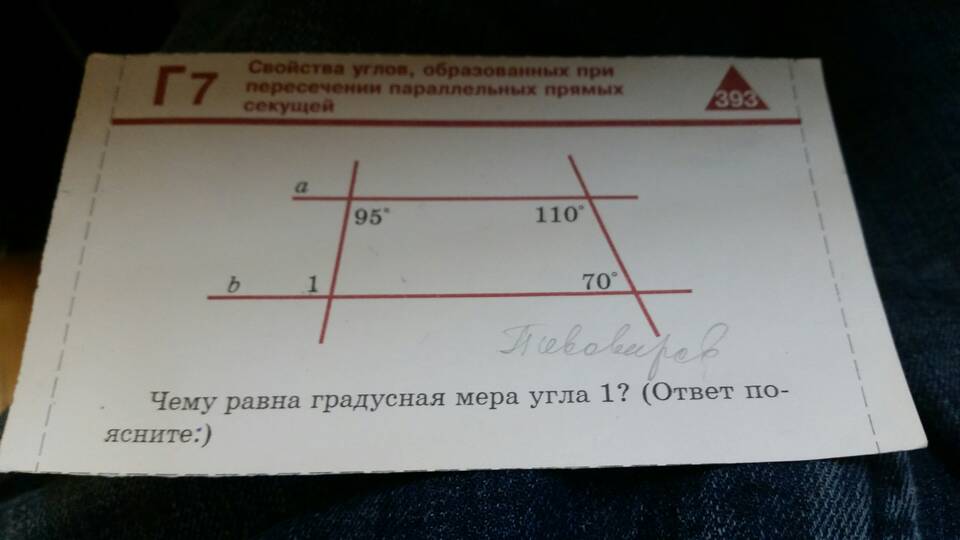 Г7
Свойства углов, образованных при
пересечении параллельных прямых
секущей
393
a
95°
110°
b
1
70°
Чему равна градусная мера угла 1? (Ответ по-
ясните.)